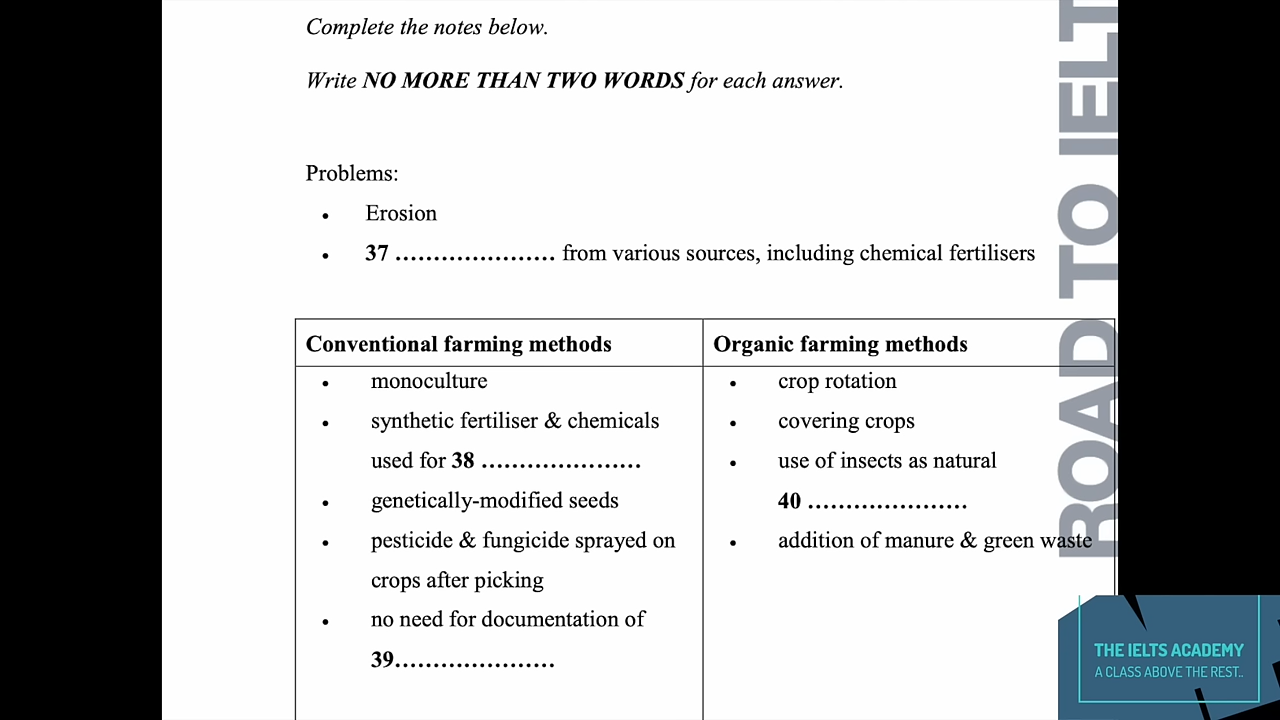 Complete the notes below.
Write NO MORE THAN TWO WORDS for each answer.
Problems:
• Erosion
• 37 ………………… from various sources, including chemical fertilisers
Conventional farming methods
• monoculture
• synthetic fertiliser & chemicals
used for 38 …………………
• genetically-modified seeds
• pesticide & fungicide sprayed on
crops after picking
• no need for documentation of
39…………………
Organic farming methods
• crop rotation
• covering crops
• use of insects as natural
40 …………………
• addition of manure & green waste
ROAD TO IELT
THE IELTS ACADEMY
A CLASS ABOVE THE REST..